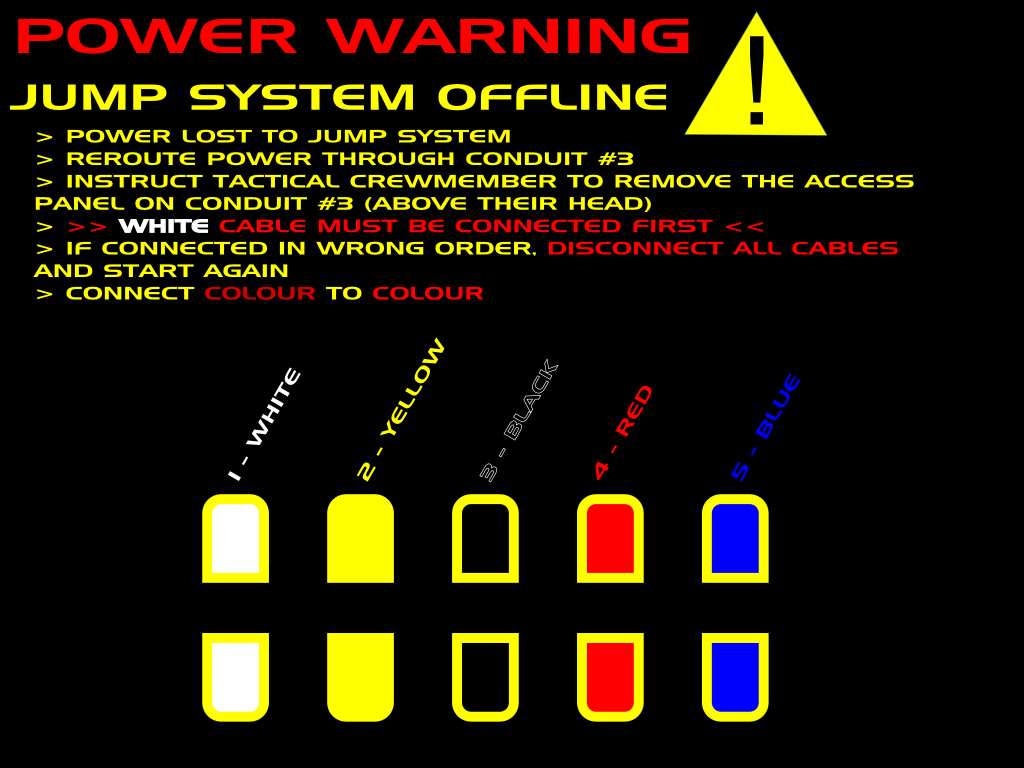 POWER WARNING
!
JUMP SYSTEM OFFLINE
> POWER LOST TO JUMP SYSTEM
> REROUTE POWER THROUGH CONDUIT #3
> INSTRUCT TACTICAL CREWMEMBER TO REMOVE THE ACCESS
PANEL ON CONDUIT #3 (ABOVE THEIR HEAD)
> >> WHITE CABLE MUST BE CONNECTED FIRST <<
> IF CONNECTED IN WRONG ORDER, DISCONNECT ALL CABLES
AND START AGAIN
> CONNECT COLOUR TO COLOUR
1 - WHITE
2 - YELLOW
3 - BLACK
4 - RED
5 - BLUE